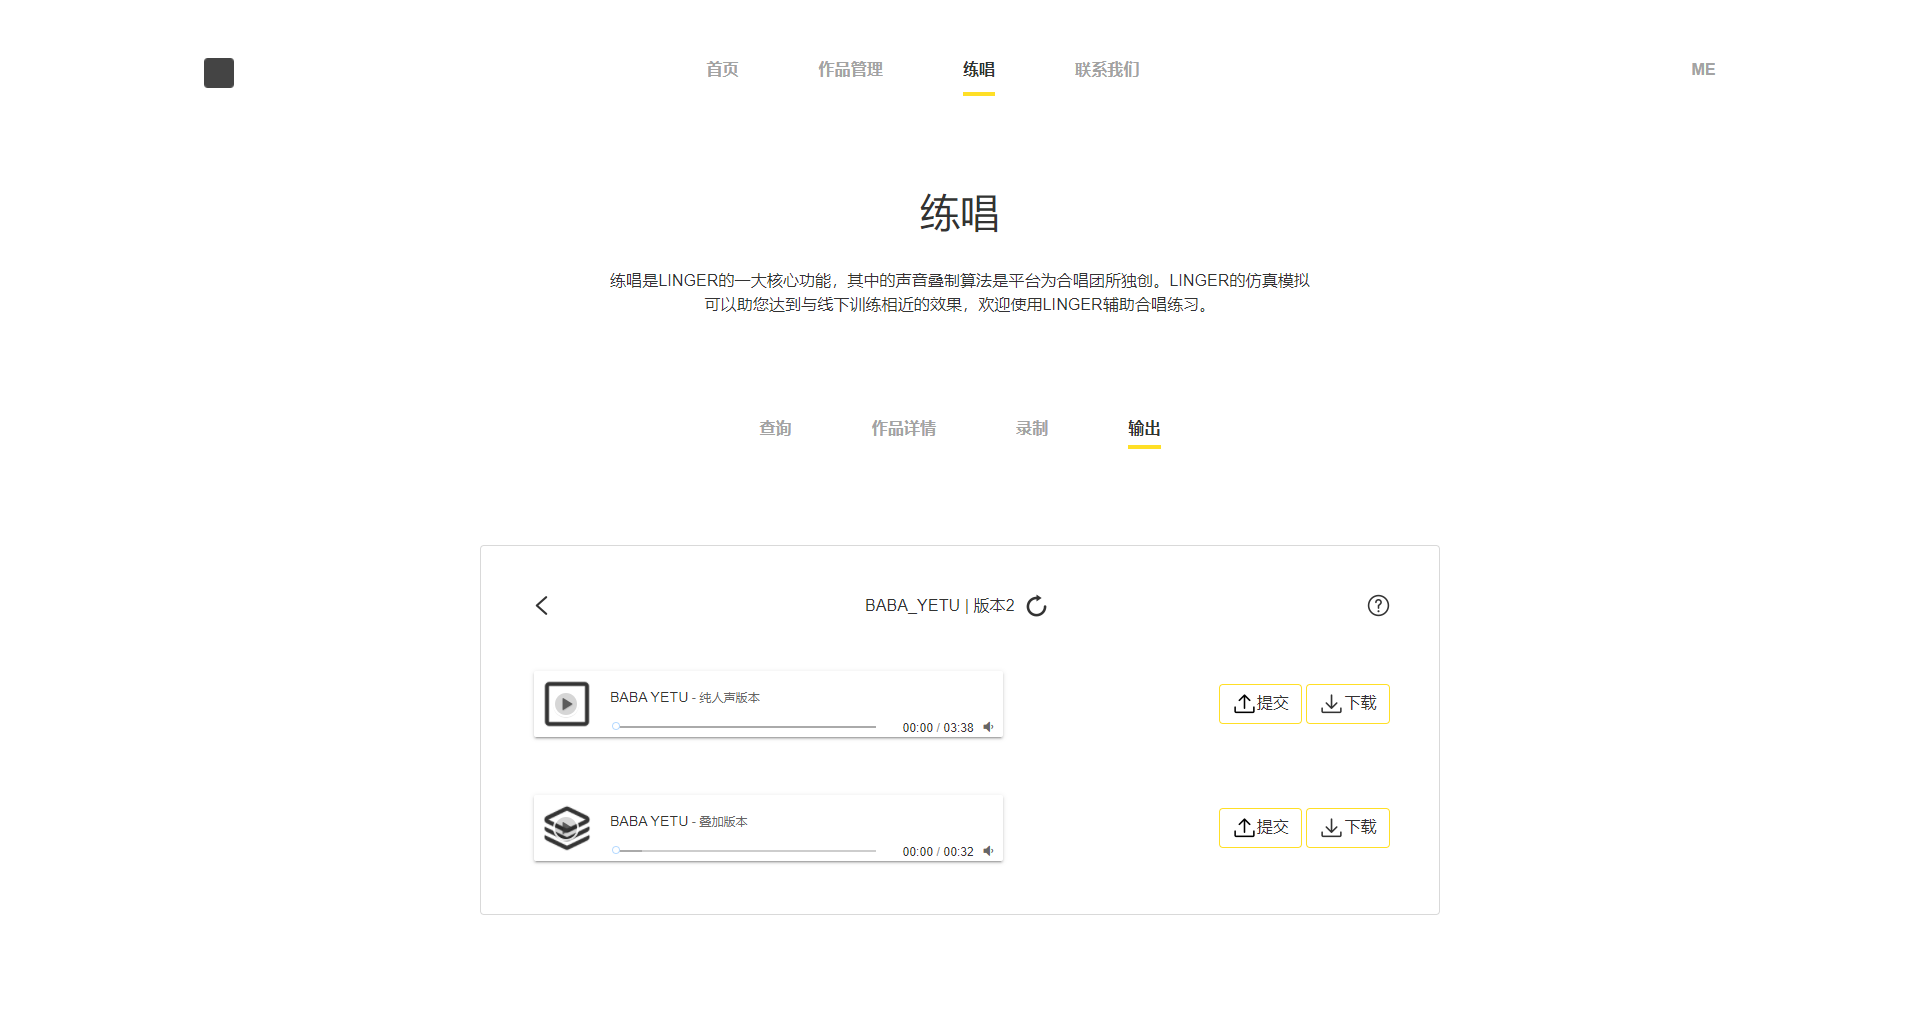 首页
作品管理
练唱
联系我们
ME
练唱
练唱是LINGER的一大核心功能，其中的声音叠制算法是平台为合唱团所独创。LINGER的仿真模拟
可以助您达到与线下训练相近的效果，欢迎使用LINGER辅助合唱练习。
查询
作品详情
录制
输出
BABA_YETU | 版本2
BABA YETU - 纯人声版本
00:00 / 03:38
提交
下载
BABA YETU - 叠加版本
00:00 / 00:32
提交
下载